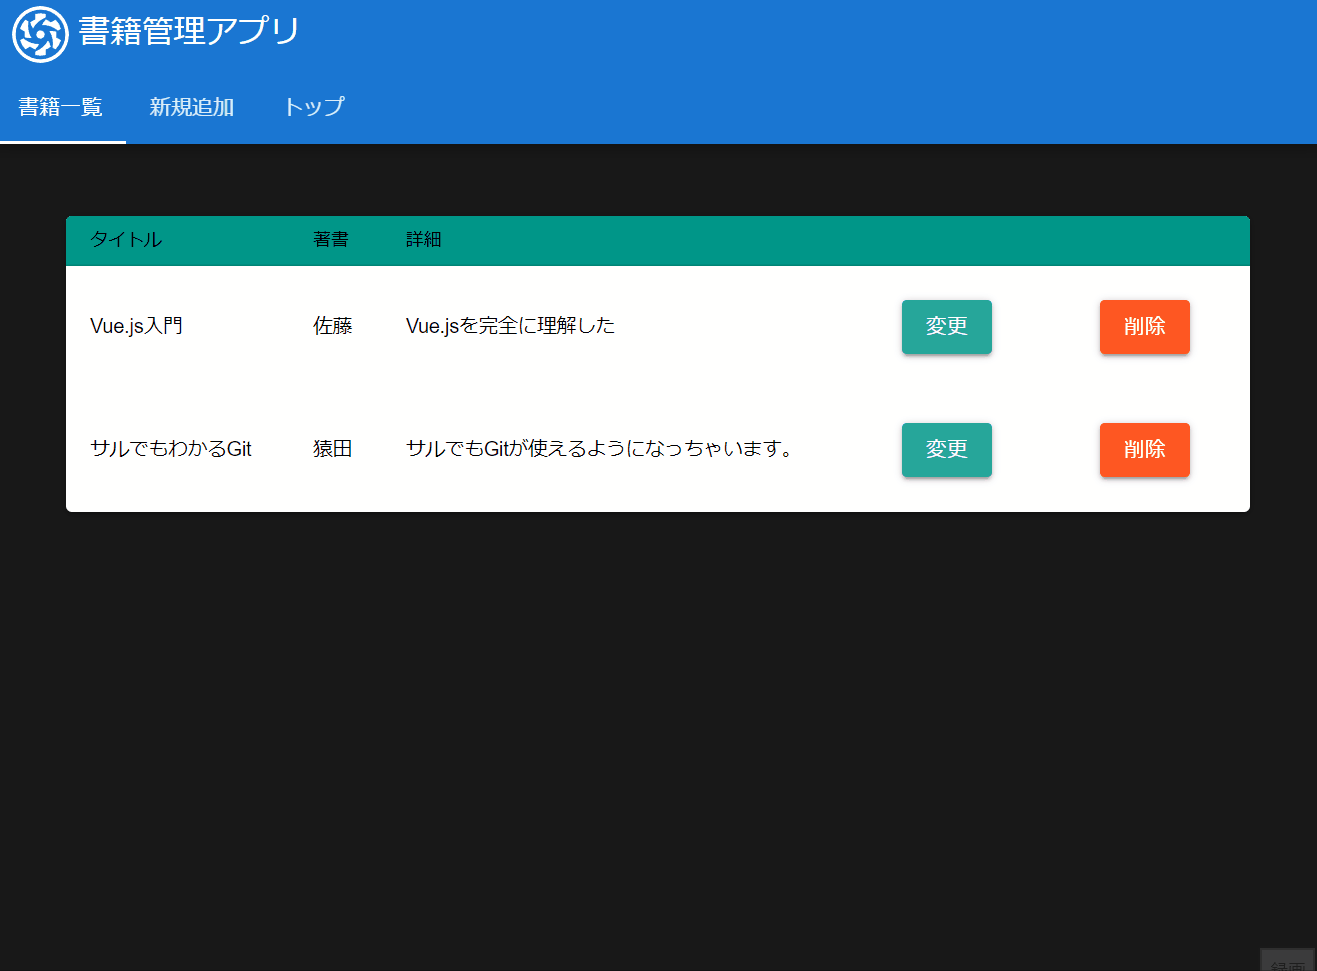 書籍管理アプリ
書籍一覧 新規追加 トップ
タイトル 著書 詳細
Vue.js入門 佐藤 Vue.jsを完全に理解した 変更 削除
サルでもわかるGit 猿田 サルでもGitが使えるようになっちゃいます。 変更 削除